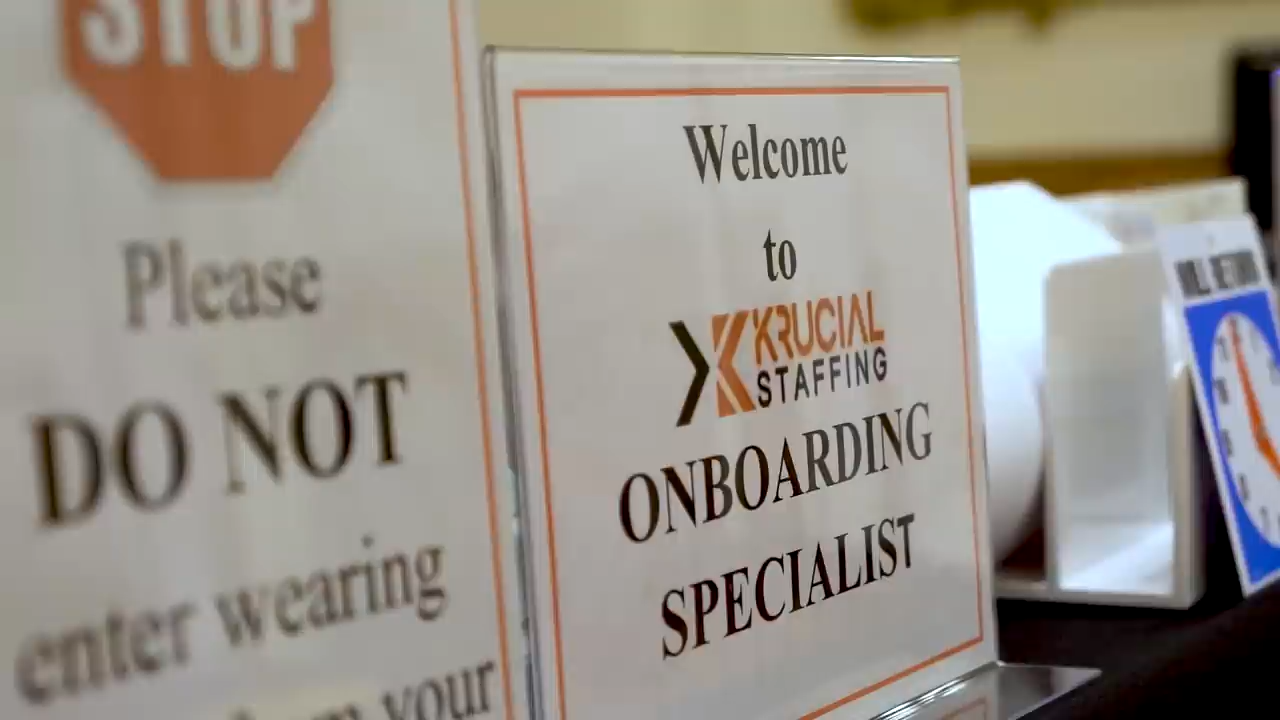 STOP
Please
DO NOT
enter wearing
your
Welcome
to
KRUCIAL
STAFFING
ONBOARDING
SPECIALIST